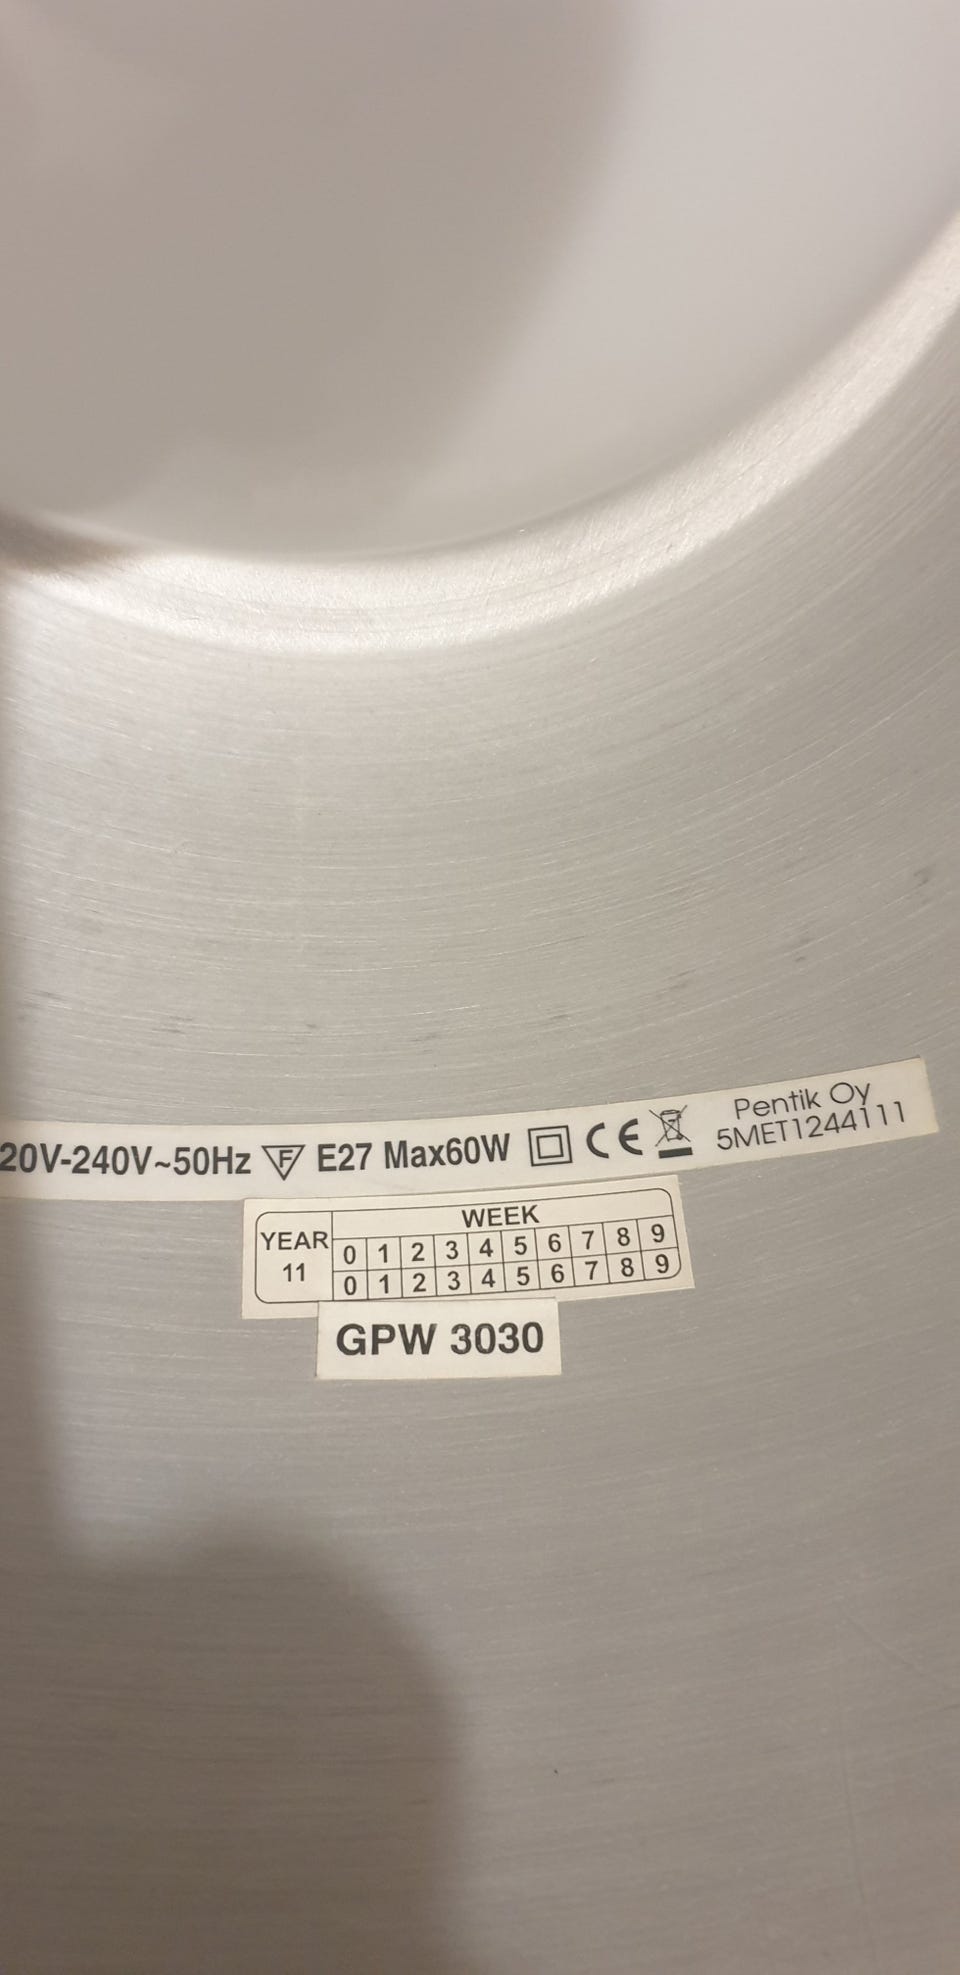 20V-240V~50Hz F E27 Max60W CE Pentik Oy
5MET1244111
YEAR WEEK
11 0 1 2 3 4 5 6 7 8 9
0 1 2 3 4 5 6 7 8 9
GPW 3030